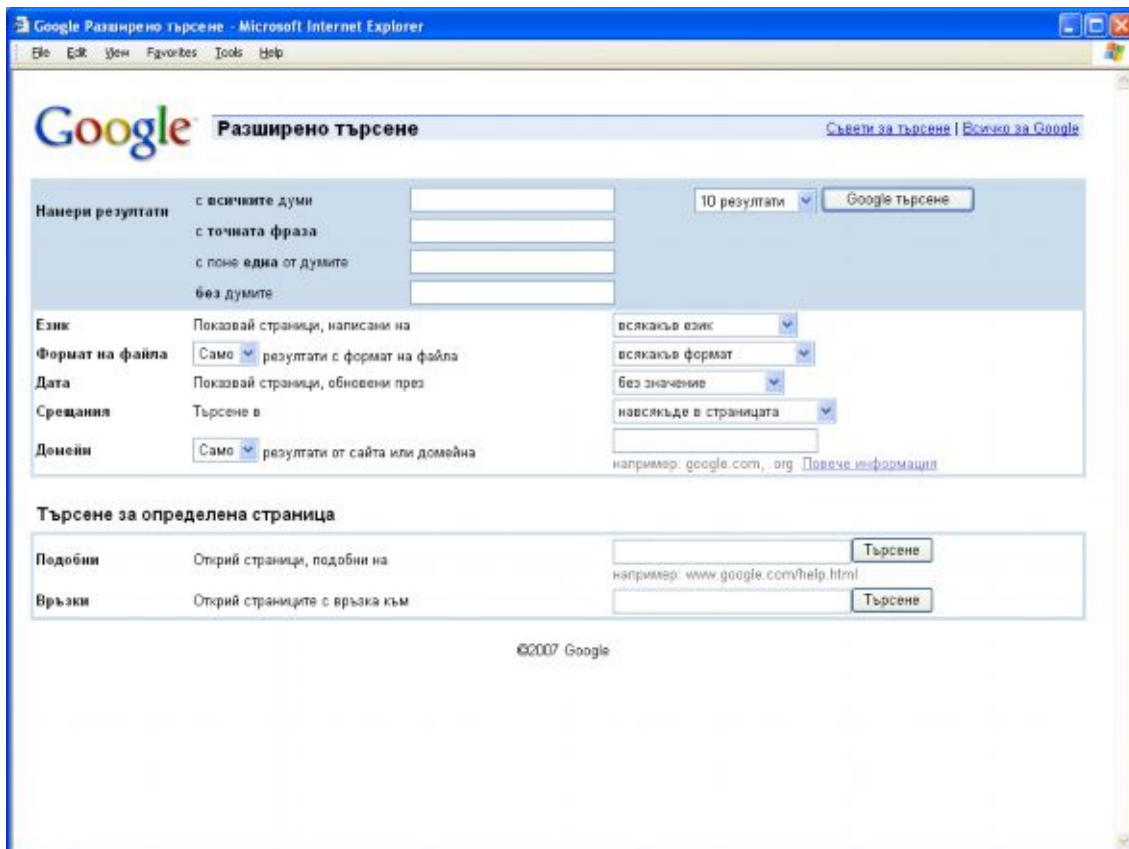 Google Разширено търсене - Microsoft Internet Explorer
File Edit View Favorites Tools Help
Google Разширено търсене Съвети за търсене | Всичко за Google
Намери резултати с всичките думи 10 резултати Google търсене
с точната фраза
с поне една от думите
без думите
Език Показвай страници, написани на всякакъв език
Формат на файла Само резултати с формат на файла всякакъв формат
Дата Показвай страници, обновени през без значение
Срещания Търсене в навсякъде в страницата
Домейн Само резултати от сайта или домейна
например: google.com, .org Повече информация
Търсене за определена страница
Подобни Открий страници, подобни на Търсене
например: www.google.com/help.html
Връзки Открий страниците с връзка към Търсене
©2007 Google